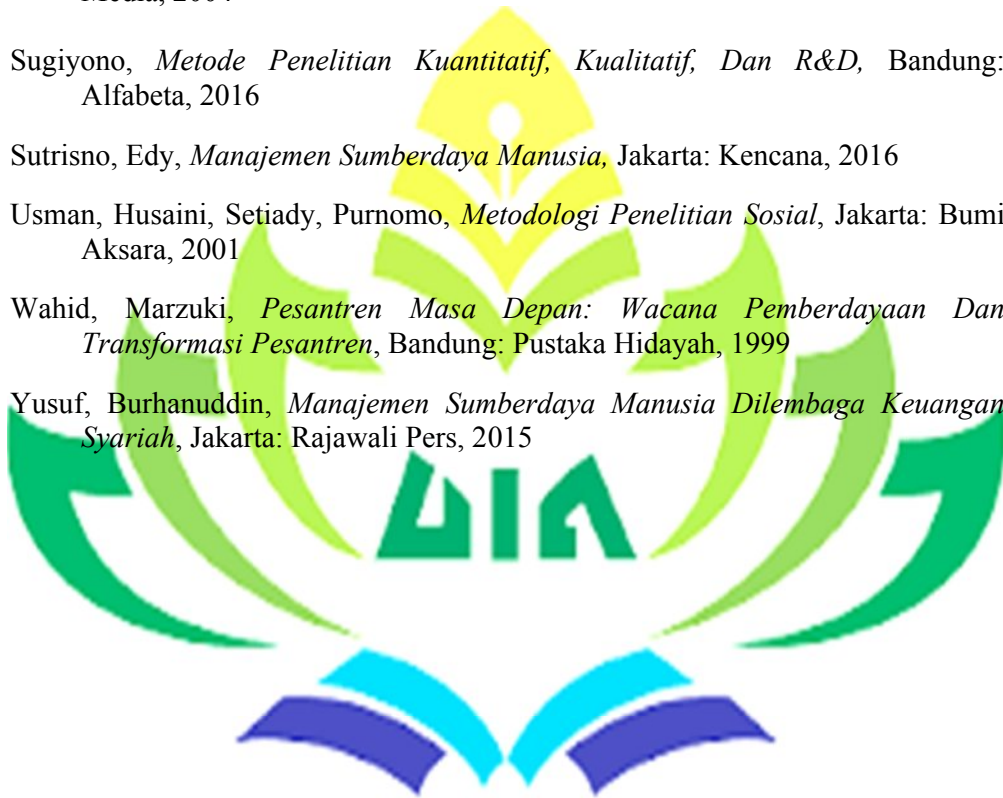 Media, 2004
Sugiyono, Metode Penelitian Kuantitatif, Kualitatif, Dan R&D, Bandung:
Alfabeta, 2016
Sutrisno, Edy, Manajemen Sumberdaya Manusia, Jakarta: Kencana, 2016
Usman, Husaini, Setiady, Purnomo, Metodologi Penelitian Sosial, Jakarta: Bumi
Aksara, 2001
Wahid, Marzuki, Pesantren Masa Depan: Wacana Pemberdayaan Dan
Transformasi Pesantren, Bandung: Pustaka Hidayah, 1999
Yusuf, Burhanuddin, Manajemen Sumberdaya Manusia Dilembaga Keuangan
Syariah, Jakarta: Rajawali Pers, 2015